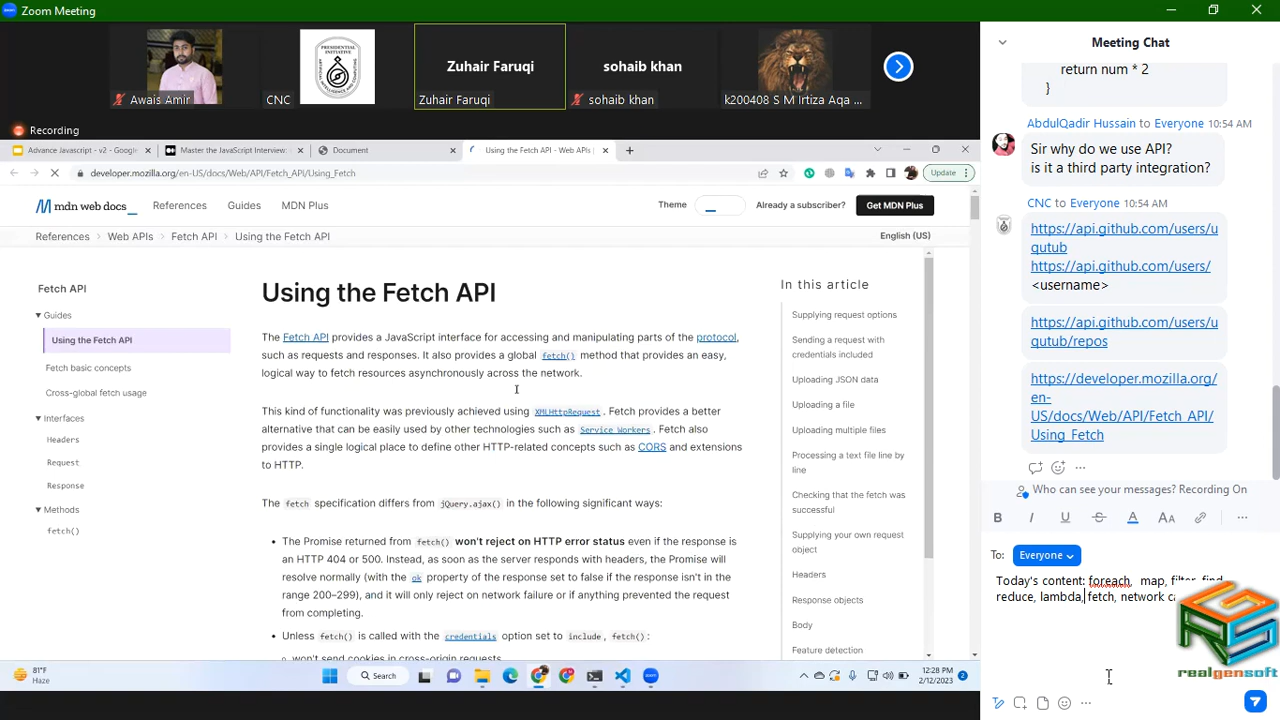 Zoom Meeting
Zuhair Faruqi
sohaib khan
Awais Amir
CNC
Zuhair Faruqi
sohaib khan
k200408 S M Irtiza Aqa ...
PRESIDENTIAL INITIATIVE
Recording
Advance Javascript - v2 - Google
Master the JavaScript Interview:
Document
Using the Fetch API - Web APIs |
developer.mozilla.org/en-US/docs/Web/API/Fetch_API/Using_Fetch
Update
mdn web docs_
References
Guides
MDN Plus
Theme
Already a subscriber?
Get MDN Plus
References
Web APIs
Fetch API
Using the Fetch API
English (US)
Fetch API
Guides
Using the Fetch API
Fetch basic concepts
Cross-global fetch usage
Interfaces
Headers
Request
Response
Methods
fetch()
Using the Fetch API
The Fetch API provides a JavaScript interface for accessing and manipulating parts of the protocol,
such as requests and responses. It also provides a global fetch() method that provides an easy,
logical way to fetch resources asynchronously across the network.
This kind of functionality was previously achieved using XMLHttpRequest. Fetch provides a better
alternative that can be easily used by other technologies such as Service Workers. Fetch also
provides a single logical place to define other HTTP-related concepts such as CORS and extensions
to HTTP.
The fetch specification differs from jQuery.ajax() in the following significant ways:
• The Promise returned from fetch() won't reject on HTTP error status even if the response is
an HTTP 404 or 500. Instead, as soon as the server responds with headers, the Promise will
resolve normally (with the ok property of the response set to false if the response isn't in the
range 200–299), and it will only reject on network failure or if anything prevented the request
from completing.
• Unless fetch() is called with the credentials option set to include, fetch():
won't send cookies in cross-origin requests
In this article
Supplying request options
Sending a request with
credentials included
Uploading JSON data
Uploading a file
Uploading multiple files
Processing a text file line by
line
Checking that the fetch was
successful
Supplying your own request
object
Headers
Response objects
Body
Feature detection
81°F
Haze
Search
12:28 PM
2/12/2023
2
Meeting Chat
return num * 2
}
AbdulQadir Hussain to Everyone 10:54 AM
Sir why do we use API?
is it a third party integration?
CNC to Everyone 10:54 AM
https://api.github.com/users/u
qutub
https://api.github.com/users/
<username>
https://api.github.com/users/u
qutub/repos
https://developer.mozilla.org/
en-
US/docs/Web/API/Fetch_API/
Using_Fetch
Who can see your messages? Recording On
To: Everyone
Today's content: foreach, map, filter, find
reduce, lambda, fetch, network
realgensoft